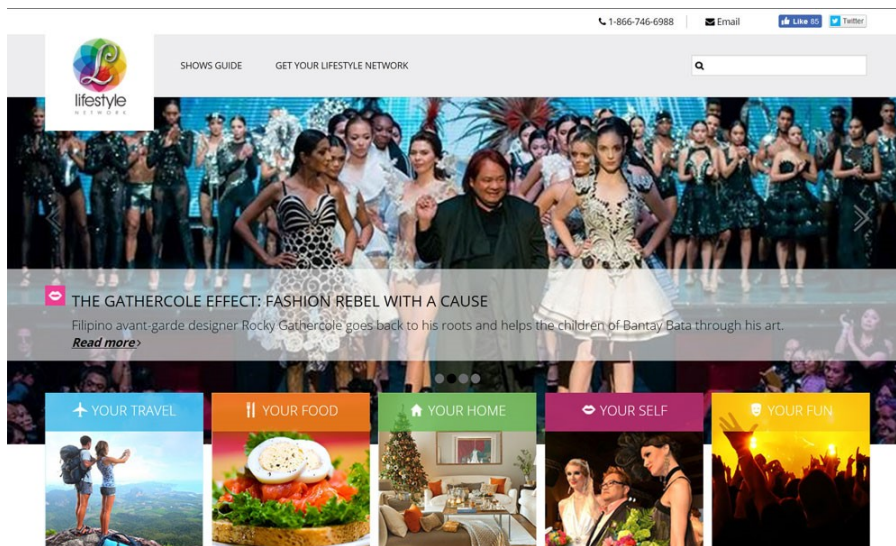 1-866-746-6988
Email
Like 85
Twitter
L
lifestyle
NETWORK
SHOWS GUIDE
GET YOUR LIFESTYLE NETWORK
THE GATHERCOLE EFFECT: FASHION REBEL WITH A CAUSE
Filipino avant-garde designer Rocky Gathercole goes back to his roots and helps the children of Bantay Bata through his art.
Read more›
YOUR TRAVEL
YOUR FOOD
YOUR HOME
YOUR SELF
YOUR FUN